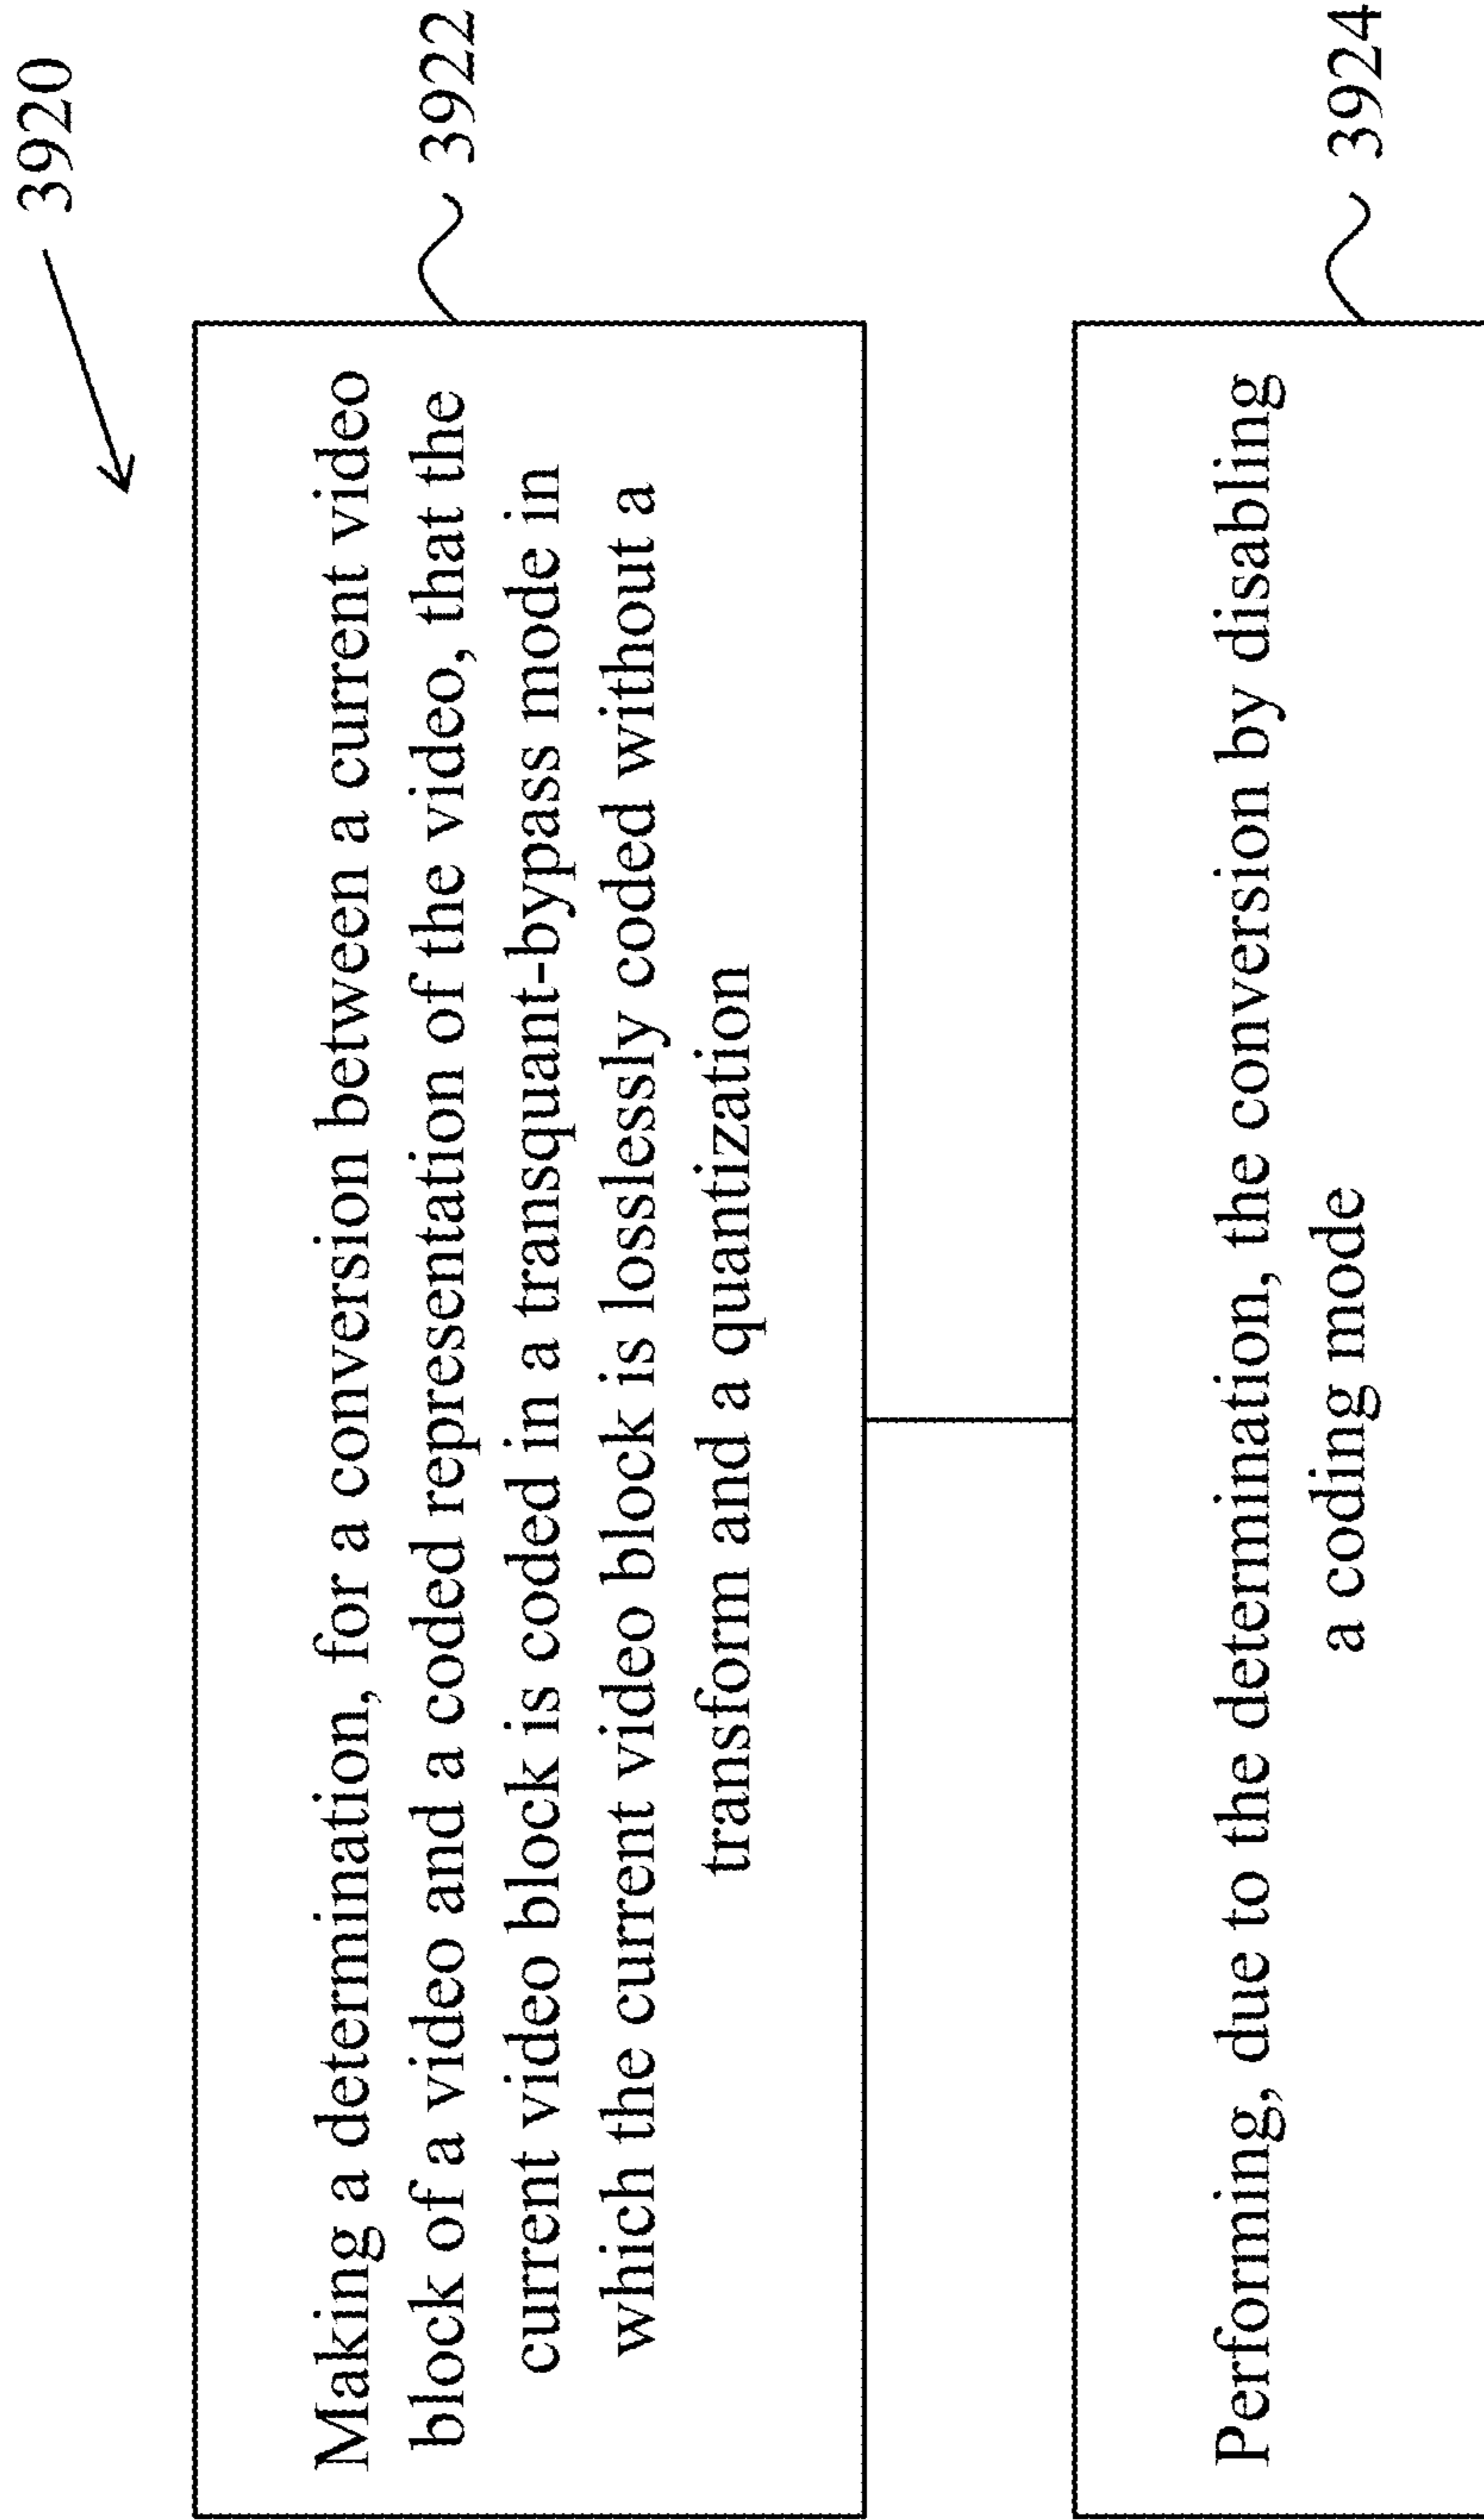 3920
Making a determination, for a conversion between a current video
block of a video and a coded representation of the video, that the
current video block is coded in a transquant-bypass mode in
which the current video block is losslessly coded without a
transform and a quantization
3922
Performing, due to the determination, the conversion by disabling
a coding mode
3924